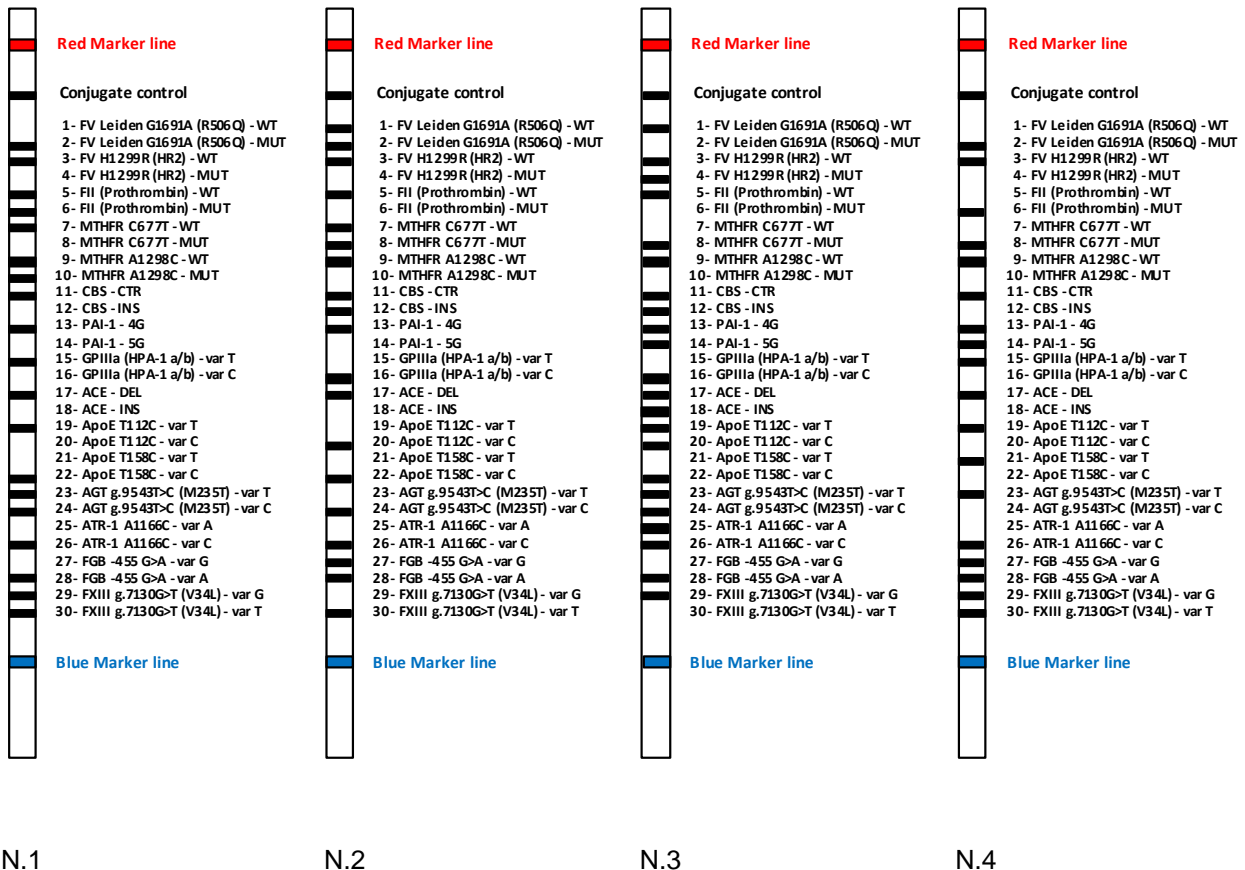 Red Marker line
Conjugate control
1- FV Leiden G1691A (R506Q) - WT
2- FV Leiden G1691A (R506Q) - MUT
3- FV H1299R (HR2) - WT
4- FV H1299R (HR2) - MUT
5- FII (Prothrombin) - WT
6- FII (Prothrombin) - MUT
7- MTHFR C677T - WT
8- MTHFR C677T - MUT
9- MTHFR A1298C - WT
10- MTHFR A1298C - MUT
11- CBS - CTR
12- CBS - INS
13- PAI-1 - 4G
14- PAI-1 - 5G
15- GPIIIa (HPA-1 a/b) - var T
16- GPIIIa (HPA-1 a/b) - var C
17- ACE - DEL
18- ACE - INS
19- ApoE T112C - var T
20- ApoE T112C - var C
21- ApoE T158C - var T
22- ApoE T158C - var C
23- AGT g.9543T>C (M235T) - var T
24- AGT g.9543T>C (M235T) - var C
25- ATR-1 A1166C - var A
26- ATR-1 A1166C - var C
27- FGB -455 G>A - var G
28- FGB -455 G>A - var A
29- FXIII g.7130G>T (V34L) - var G
30- FXIII g.7130G>T (V34L) - var T
Blue Marker line
N.1
Red Marker line
Conjugate control
1- FV Leiden G1691A (R506Q) - WT
2- FV Leiden G1691A (R506Q) - MUT
3- FV H1299R (HR2) - WT
4- FV H1299R (HR2) - MUT
5- FII (Prothrombin) - WT
6- FII (Prothrombin) - MUT
7- MTHFR C677T - WT
8- MTHFR C677T - MUT
9- MTHFR A1298C - WT
10- MTHFR A1298C - MUT
11- CBS - CTR
12- CBS - INS
13- PAI-1 - 4G
14- PAI-1 - 5G
15- GPIIIa (HPA-1 a/b) - var T
16- GPIIIa (HPA-1 a/b) - var C
17- ACE - DEL
18- ACE - INS
19- ApoE T112C - var T
20- ApoE T112C - var C
21- ApoE T158C - var T
22- ApoE T158C - var C
23- AGT g.9543T>C (M235T) - var T
24- AGT g.9543T>C (M235T) - var C
25- ATR-1 A1166C - var A
26- ATR-1 A1166C - var C
27- FGB -455 G>A - var G
28- FGB -455 G>A - var A
29- FXIII g.7130G>T (V34L) - var G
30- FXIII g.7130G>T (V34L) - var T
Blue Marker line
N.2
Red Marker line
Conjugate control
1- FV Leiden G1691A (R506Q) - WT
2- FV Leiden G1691A (R506Q) - MUT
3- FV H1299R (HR2) - WT
4- FV H1299R (HR2) - MUT
5- FII (Prothrombin) - WT
6- FII (Prothrombin) - MUT
7- MTHFR C677T - WT
8- MTHFR C677T - MUT
9- MTHFR A1298C - WT
10- MTHFR A1298C - MUT
11- CBS - CTR
12- CBS - INS
13- PAI-1 - 4G
14- PAI-1 - 5G
15- GPIIIa (HPA-1 a/b) - var T
16- GPIIIa (HPA-1 a/b) - var C
17- ACE - DEL
18- ACE - INS
19- ApoE T112C - var T
20- ApoE T112C - var C
21- ApoE T158C - var T
22- ApoE T158C - var C
23- AGT g.9543T>C (M235T) - var T
24- AGT g.9543T>C (M235T) - var C
25- ATR-1 A1166C - var A
26- ATR-1 A1166C - var C
27- FGB -455 G>A - var G
28- FGB -455 G>A - var A
29- FXIII g.7130G>T (V34L) - var G
30- FXIII g.7130G>T (V34L) - var T
Blue Marker line
N.3
Red Marker line
Conjugate control
1- FV Leiden G1691A (R506Q) - WT
2- FV Leiden G1691A (R506Q) - MUT
3- FV H1299R (HR2) - WT
4- FV H1299R (HR2) - MUT
5- FII (Prothrombin) - WT
6- FII (Prothrombin) - MUT
7- MTHFR C677T - WT
8- MTHFR C677T - MUT
9- MTHFR A1298C - WT
10- MTHFR A1298C - MUT
11- CBS - CTR
12- CBS - INS
13- PAI-1 - 4G
14- PAI-1 - 5G
15- GPIIIa (HPA-1 a/b) - var T
16- GPIIIa (HPA-1 a/b) - var C
17- ACE - DEL
18- ACE - INS
19- ApoE T112C - var T
20- ApoE T112C - var C
21- ApoE T158C - var T
22- ApoE T158C - var C
23- AGT g.9543T>C (M235T) - var T
24- AGT g.9543T>C (M235T) - var C
25- ATR-1 A1166C - var A
26- ATR-1 A1166C - var C
27- FGB -455 G>A - var G
28- FGB -455 G>A - var A
29- FXIII g.7130G>T (V34L) - var G
30- FXIII g.7130G>T (V34L) - var T
Blue Marker line
N.4